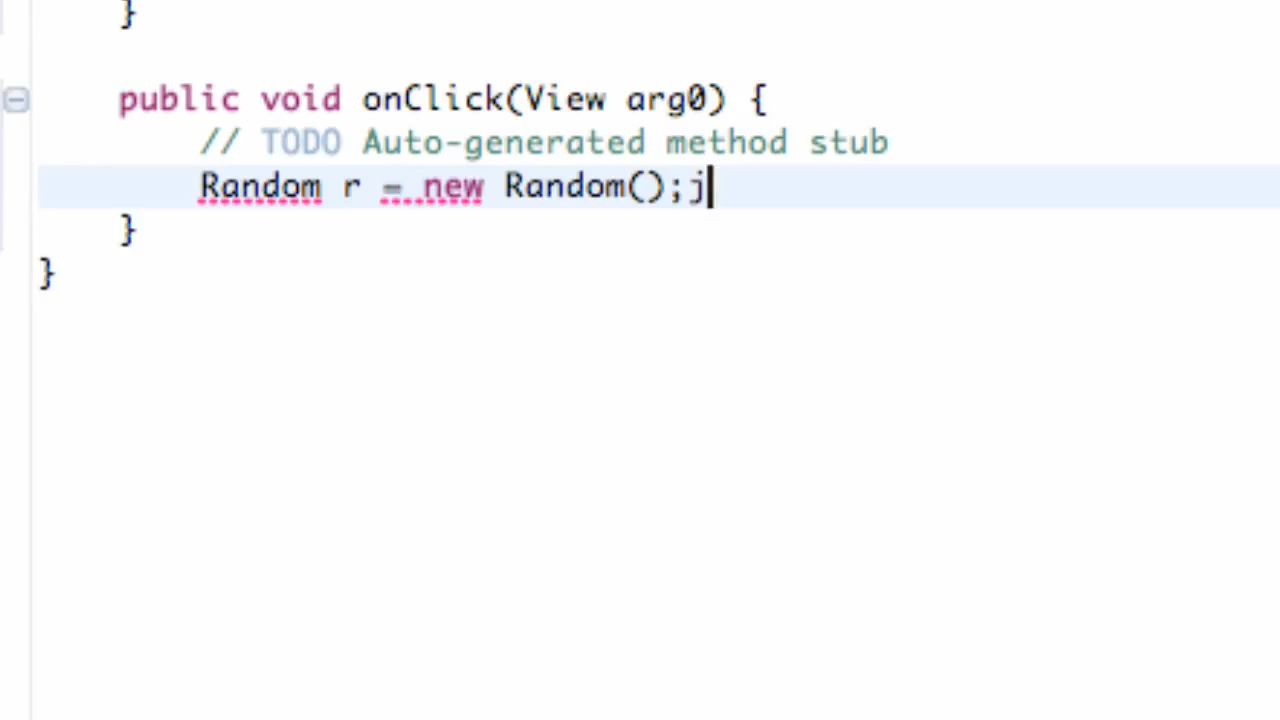 }
public void onClick(View arg0) {
// TODO Auto-generated method stub
Random r = new Random();j
}
}